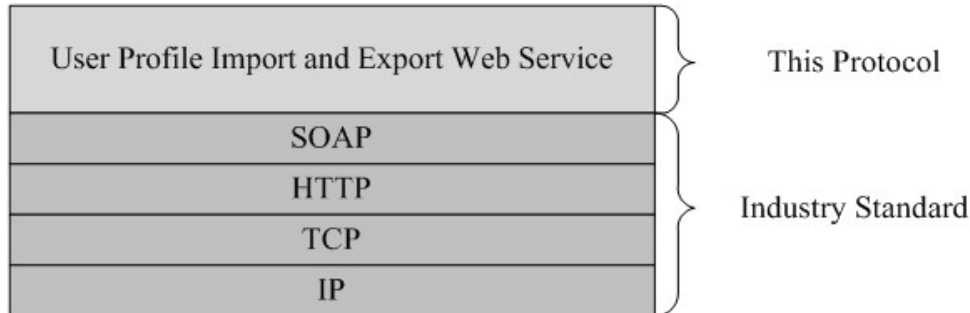 User Profile Import and Export Web Service
This Protocol
SOAP
HTTP
TCP
IP
Industry Standard